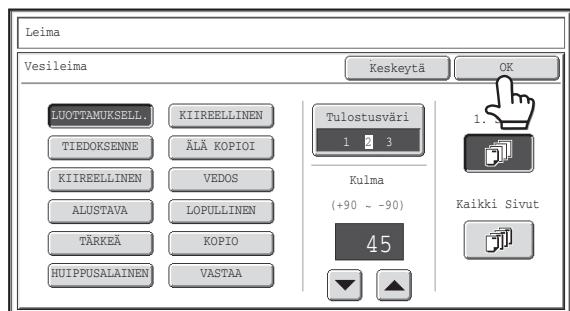 Leima
Vesileima
Keskeytä
OK
LUOTTAMUKSELL.
KIIREELLINEN
TIEDOKSENNE
ÄLÄ KOPIOI
KIIREELLINEN
VEDOS
ALUSTAVA
LOPULLINEN
TÄRKEÄ
KOPIO
HUIPPUSALAINEN
VASTAA
Tulostusväri
1 2 3
Kulma
(+90 ~ -90)
45
1.
Kaikki Sivut